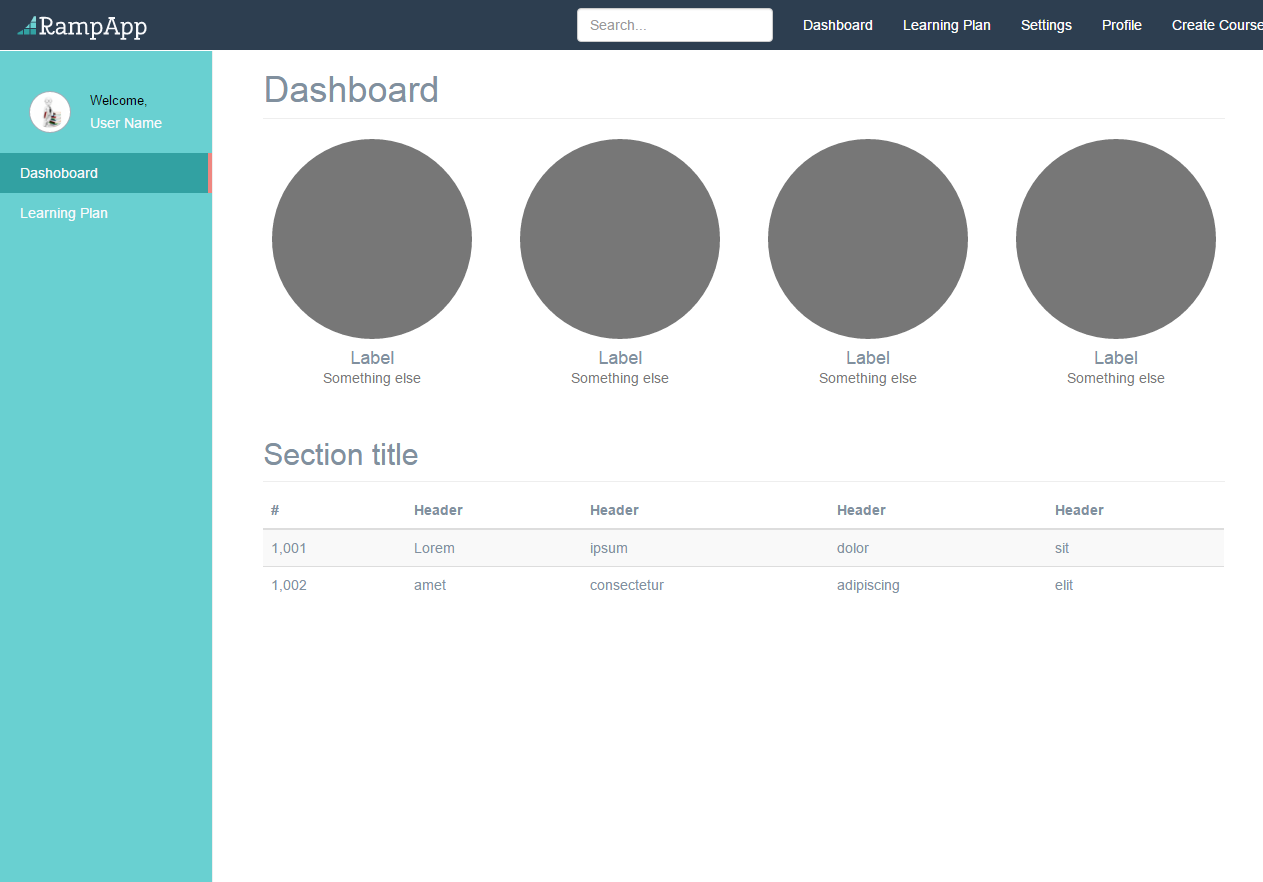 RampApp
Search...
Dashboard
Learning Plan
Settings
Profile
Create Course
Welcome,
User Name
Dashoboard
Learning Plan
Dashboard
Label
Something else
Label
Something else
Label
Something else
Label
Something else
Section title
# Header Header Header Header
1,001 Lorem ipsum dolor sit
1,002 amet consectetur adipiscing elit